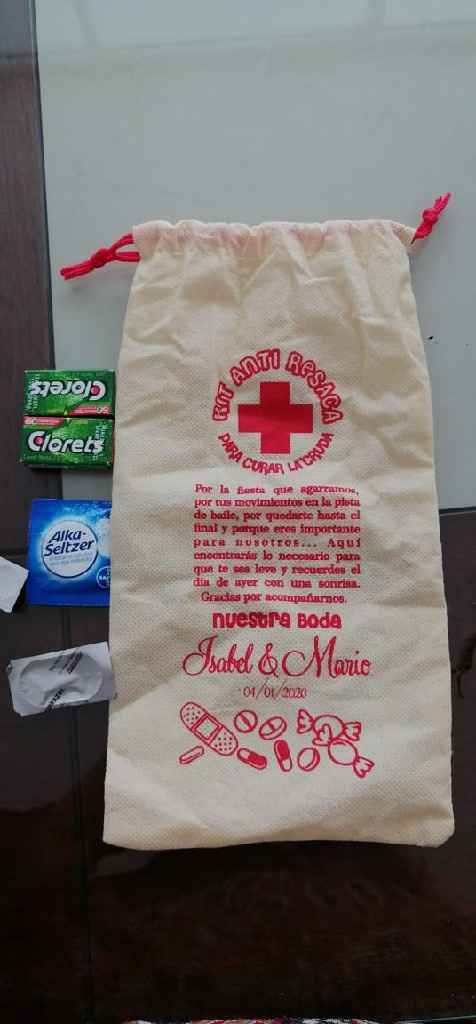 KIT ANTI RESACA
PARA CURAR LA CRUDA
Por la fiesta que agarramos,
por tus movimientos en la pista
de baile, por quedarte hasta el
final y porque eres importante
para nosotros... Aquí
encontrarás lo necesario para
que te sea leve y recuerdes el
día de ayer con una sonrisa.
Gracias por acompañarnos.
nuestra boda
Isabel & Mario
04/01/2020
Clorets
Clorets
Alka-
Seltzer